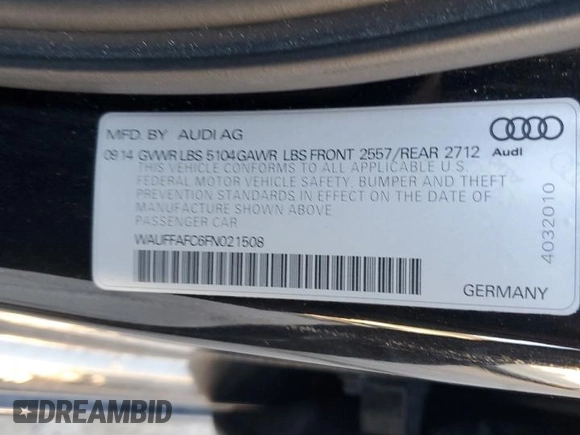 MFD. BY AUDI AG
09 14 GVWR LBS 5104 GAWR LBS FRONT 2557/REAR 2712
Audi
THIS VEHICLE CONFORMS TO ALL APPLICABLE U.S.
FEDERAL MOTOR VEHICLE SAFETY, BUMPER AND THEFT
PREVENTION STANDARDS IN EFFECT ON THE DATE OF
MANUFACTURE SHOWN ABOVE
PASSENGER CAR
WAUFFAFC6FN021508
4032010
GERMANY
DREAMBID